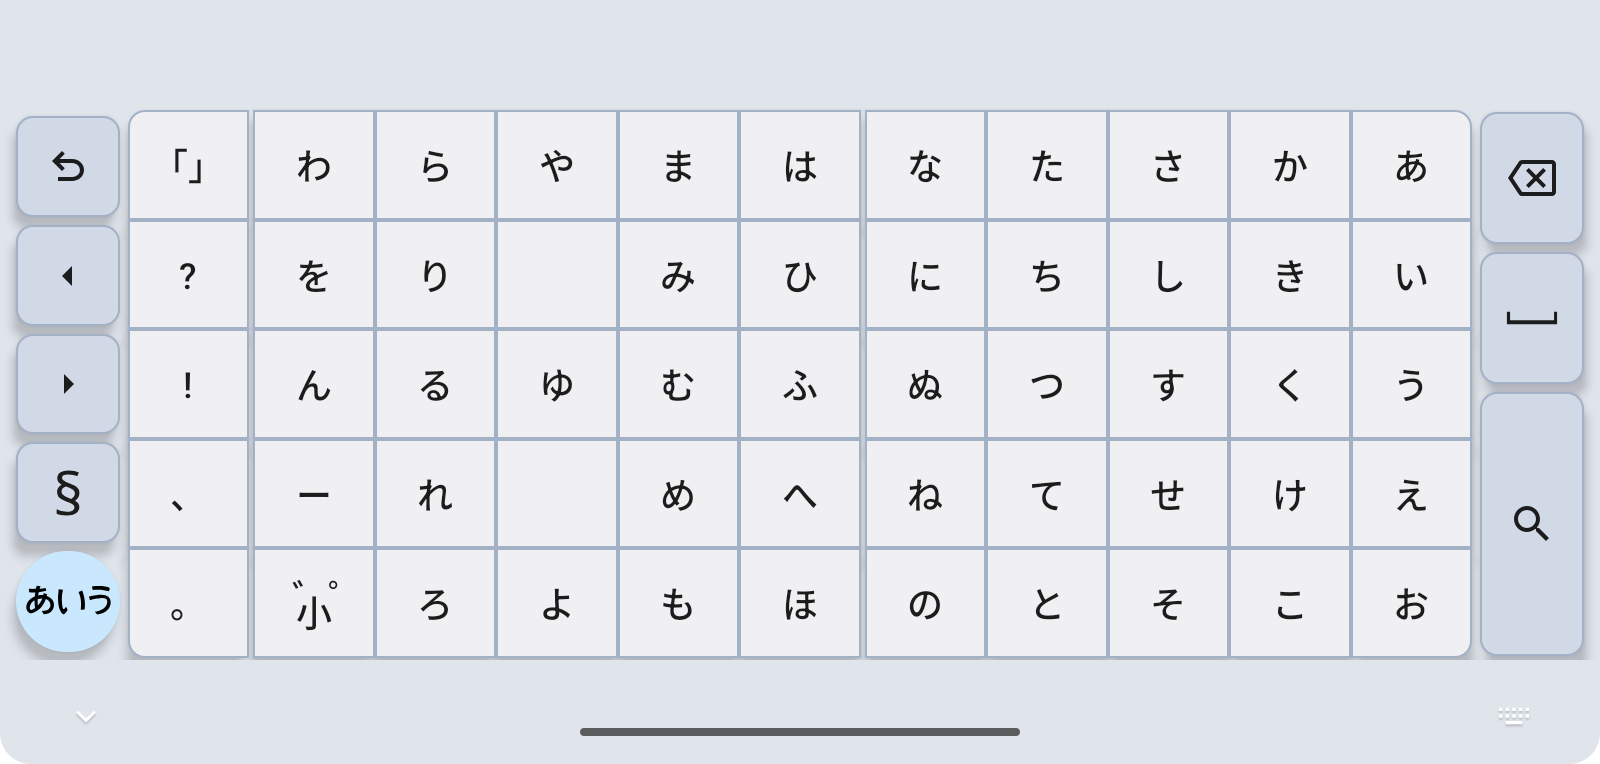 「」 わ ら や ま は な た さ か あ
? を り み ひ に ち し き い
! ん る ゆ む ふ ぬ つ す く う
§ 、 ー れ め へ ね て せ け え
あいう 。 ゛゜小 ろ よ も ほ の と そ こ お